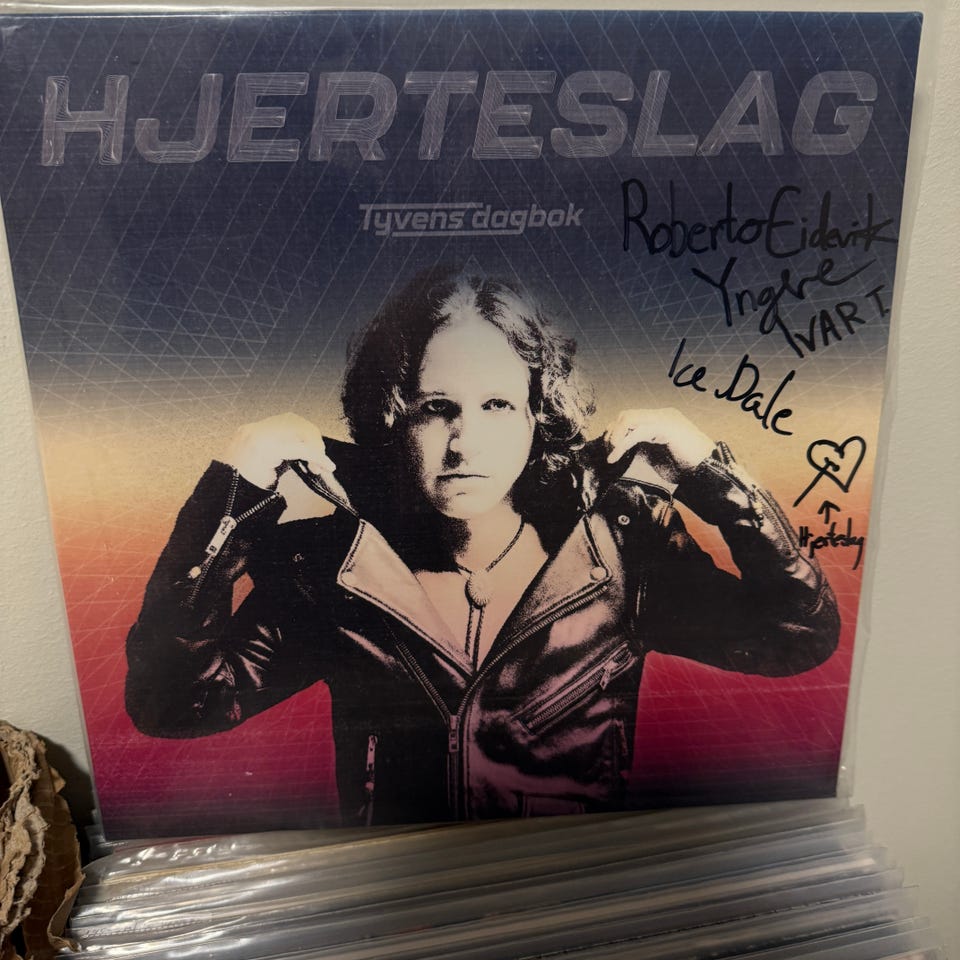 HJERTESLAG
Tyvens dagbok
Roberto Eidevik
Yngve
IVAR T.
Ice Dale
Hjerteslag